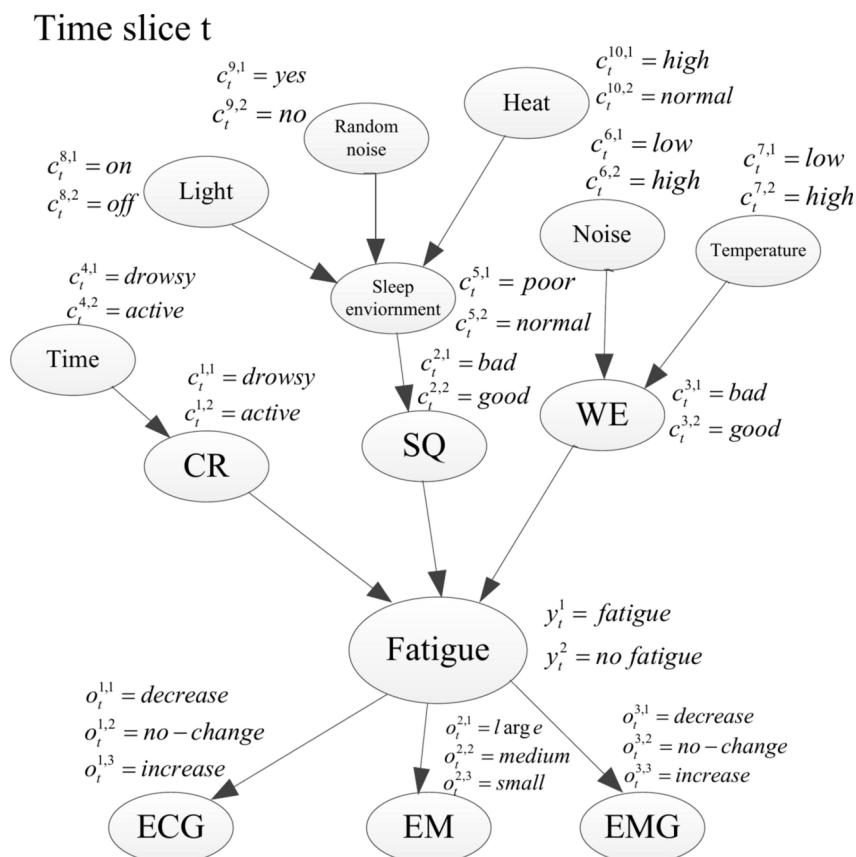 Time slice t
c_t^{9,1} = yes
c_t^{9,2} = no
c_t^{10,1} = high
c_t^{10,2} = normal
Heat
Random
noise
c_t^{8,1} = on
c_t^{8,2} = off
Light
c_t^{6,1} = low
c_t^{6,2} = high
c_t^{7,1} = low
c_t^{7,2} = high
Noise
Temperature
Sleep
enviornment
c_t^{5,1} = poor
c_t^{5,2} = normal
c_t^{4,1} = drowsy
c_t^{4,2} = active
Time
c_t^{1,1} = drowsy
c_t^{1,2} = active
c_t^{2,1} = bad
c_t^{2,2} = good
c_t^{3,1} = bad
c_t^{3,2} = good
CR
SQ
WE
Fatigue
y_t^1 = fatigue
y_t^2 = no fatigue
o_t^{1,1} = decrease
o_t^{1,2} = no-change
o_t^{1,3} = increase
o_t^{2,1} = l arg e
o_t^{2,2} = medium
o_t^{2,3} = small
o_t^{3,1} = decrease
o_t^{3,2} = no-change
o_t^{3,3} = increase
ECG
EM
EMG